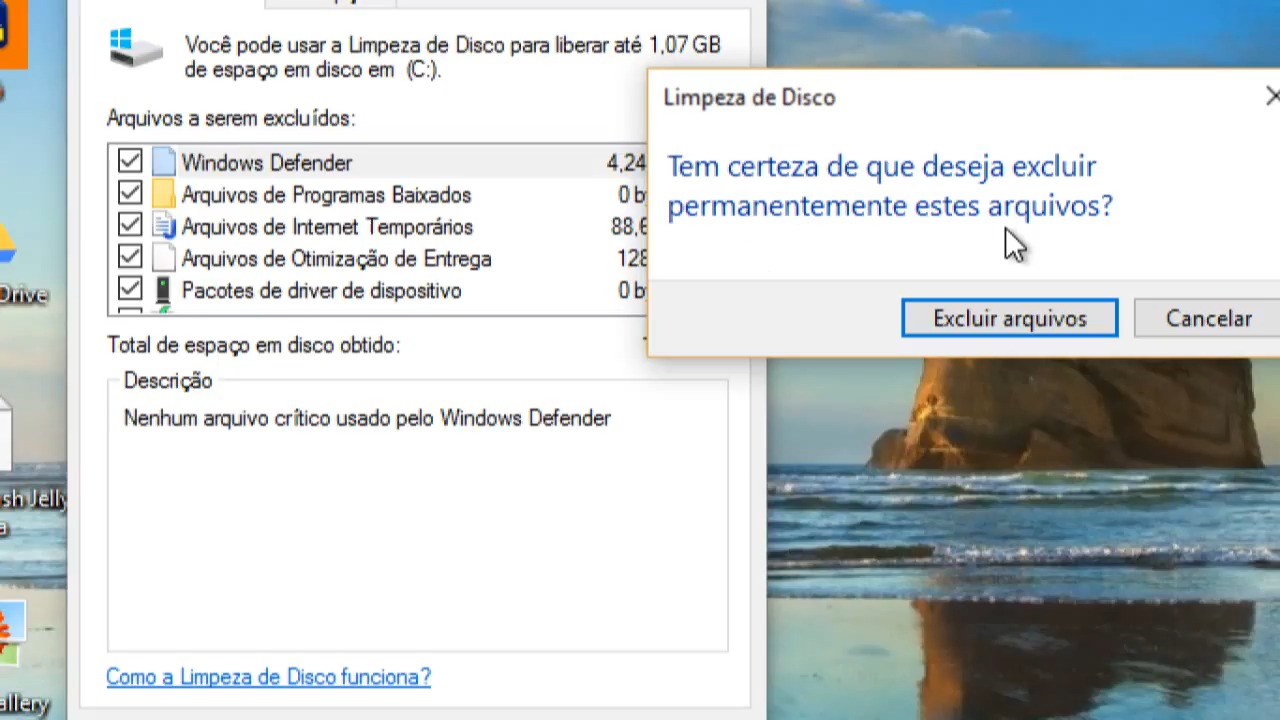 Você pode usar a Limpeza de Disco para liberar até 1,07 GB
de espaço em disco em (C:).
Arquivos a serem excluídos:
Windows Defender 4,24
Arquivos de Programas Baixados 0 b
Arquivos de Internet Temporários 88,6
Arquivos de Otimização de Entrega 128
Pacotes de driver de dispositivo 0 b
Total de espaço em disco obtido:
Descrição
Nenhum arquivo crítico usado pelo Windows Defender
Como a Limpeza de Disco funciona?
Limpeza de Disco
Tem certeza de que deseja excluir
permanentemente estes arquivos?
Excluir arquivos
Cancelar
Drive
sh Jelly
a
allery